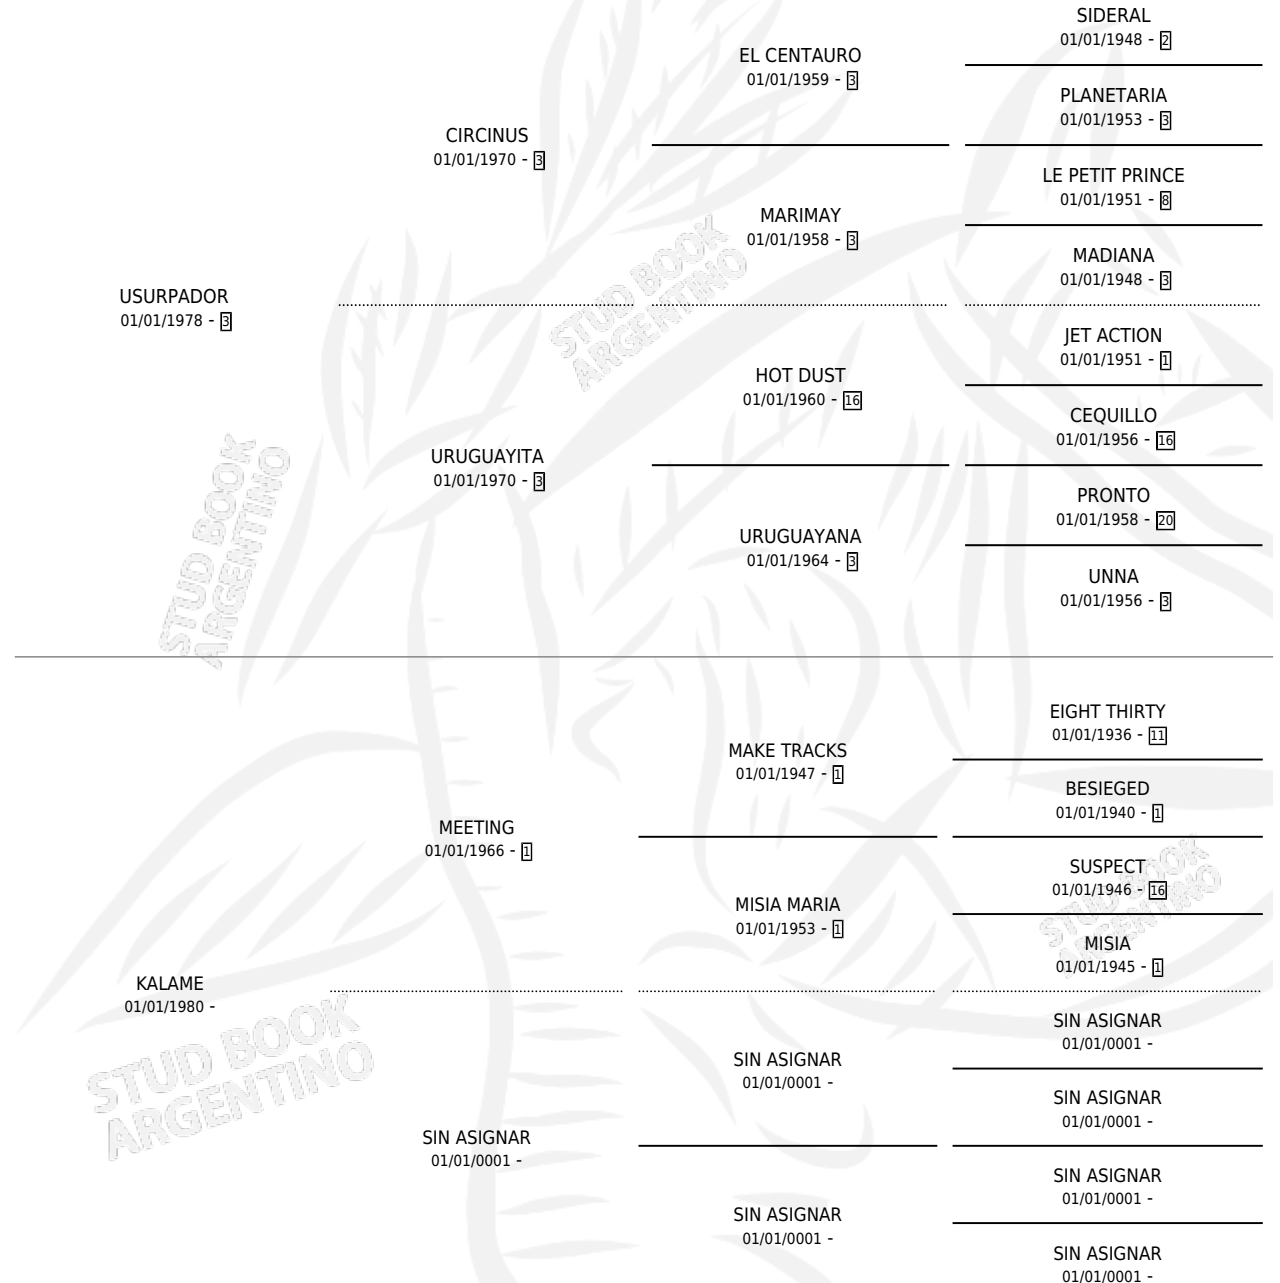 SIDERAL
01/01/1948 - 2
EL CENTAURO
01/01/1959 - 3
PLANETARIA
01/01/1953 - 3
CIRCINUS
01/01/1970 - 3
LE PETIT PRINCE
01/01/1951 - 8
MARIMAY
01/01/1958 - 3
MADIANA
01/01/1948 - 3
USURPADOR
01/01/1978 - 3
JET ACTION
01/01/1951 - 1
HOT DUST
01/01/1960 - 16
CEQUILLO
01/01/1956 - 16
URUGUAYITA
01/01/1970 - 3
PRONTO
01/01/1958 - 20
URUGUAYANA
01/01/1964 - 3
UNNA
01/01/1956 - 3
STUD BOOK
ARGENTINO
STUD BOOK
ARGENTINO
EIGHT THIRTY
01/01/1936 - 11
MAKE TRACKS
01/01/1947 - 1
BESIEGED
01/01/1940 - 1
MEETING
01/01/1966 - 1
SUSPECT
01/01/1946 - 16
MISIA MARIA
01/01/1953 - 1
MISIA
01/01/1945 - 1
KALAME
01/01/1980 -
SIN ASIGNAR
01/01/0001 -
SIN ASIGNAR
01/01/0001 -
SIN ASIGNAR
01/01/0001 -
SIN ASIGNAR
01/01/0001 -
SIN ASIGNAR
01/01/0001 -
SIN ASIGNAR
01/01/0001 -
SIN ASIGNAR
01/01/0001 -
STUD BOOK
ARGENTINO
STUD BOOK
ARGENTINO